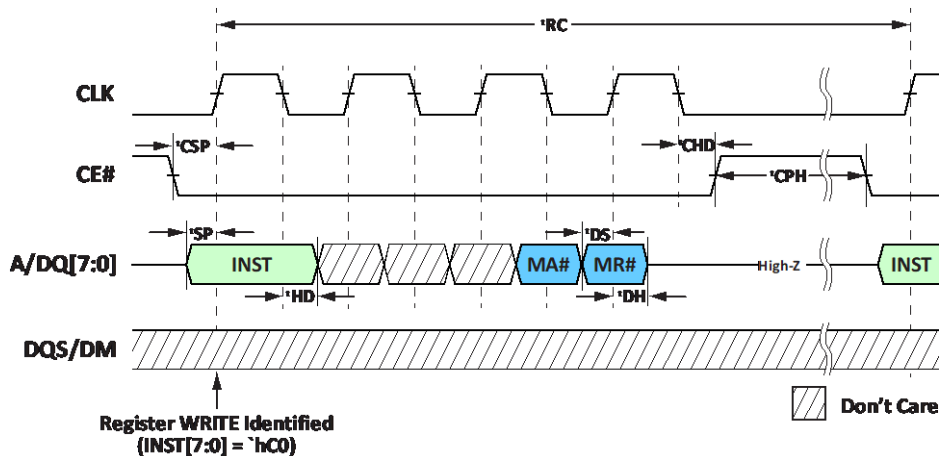 tRC
CLK
tCSP
tCHD
CE#
tCPH
tSP
tDS
A/DQ[7:0]
INST
MA#
MR#
High-Z
INST
tHD
tDH
DQS/DM
Register WRITE Identified
(INST[7:0] = `hC0)
Don't Care